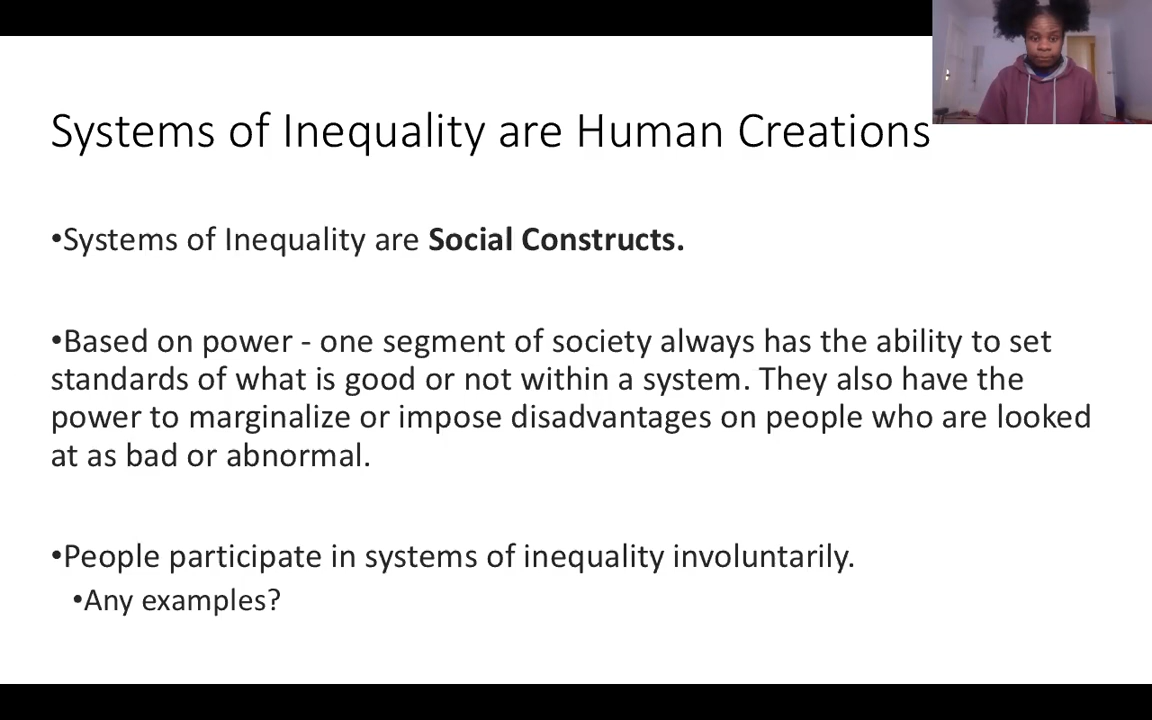 Systems of Inequality are Human Creations
•Systems of Inequality are Social Constructs.
•Based on power - one segment of society always has the ability to set
standards of what is good or not within a system. They also have the
power to marginalize or impose disadvantages on people who are looked
at as bad or abnormal.
•People participate in systems of inequality involuntarily.
•Any examples?